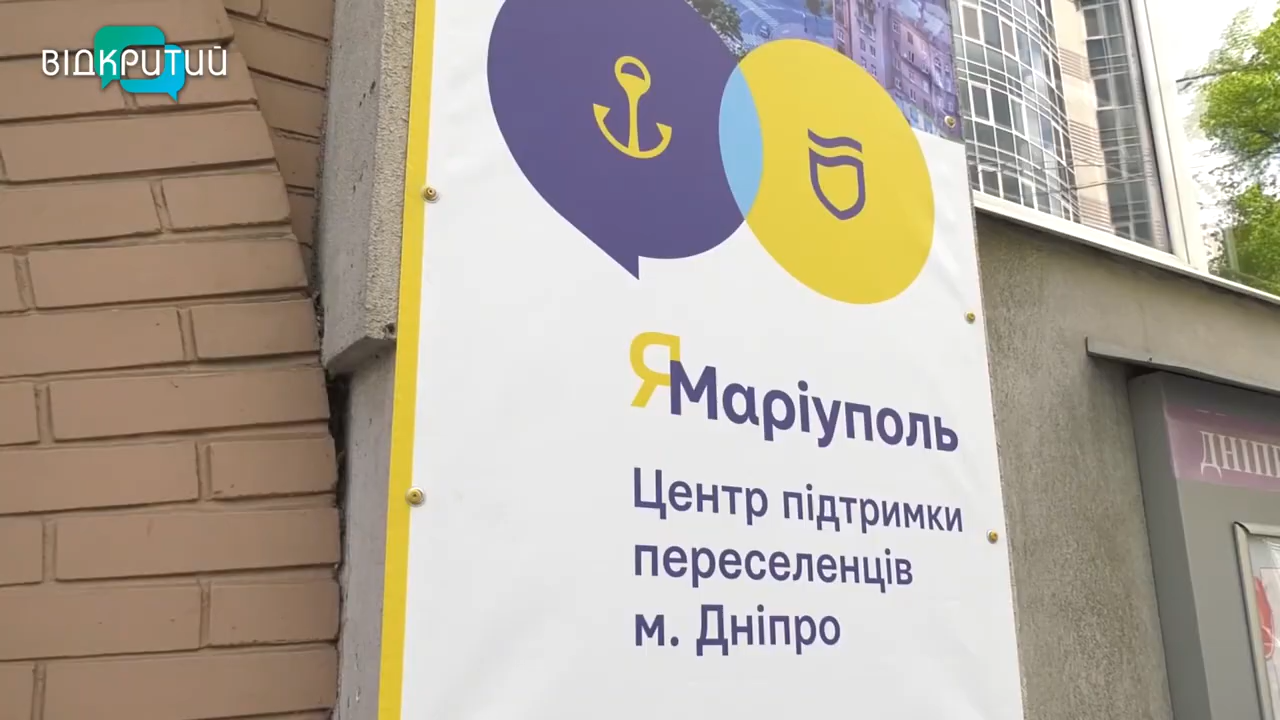 ВІДКРИТИЙ
ЯМаріуполь
Центр підтримки
переселенців
м. Дніпро